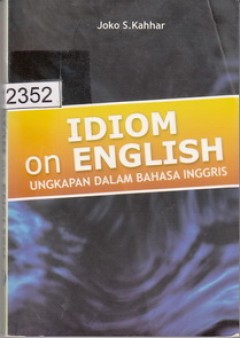 Joko S.Kahhar
2352
IDIOM
on ENGLISH
UNGKAPAN DALAM BAHASA INGGRIS